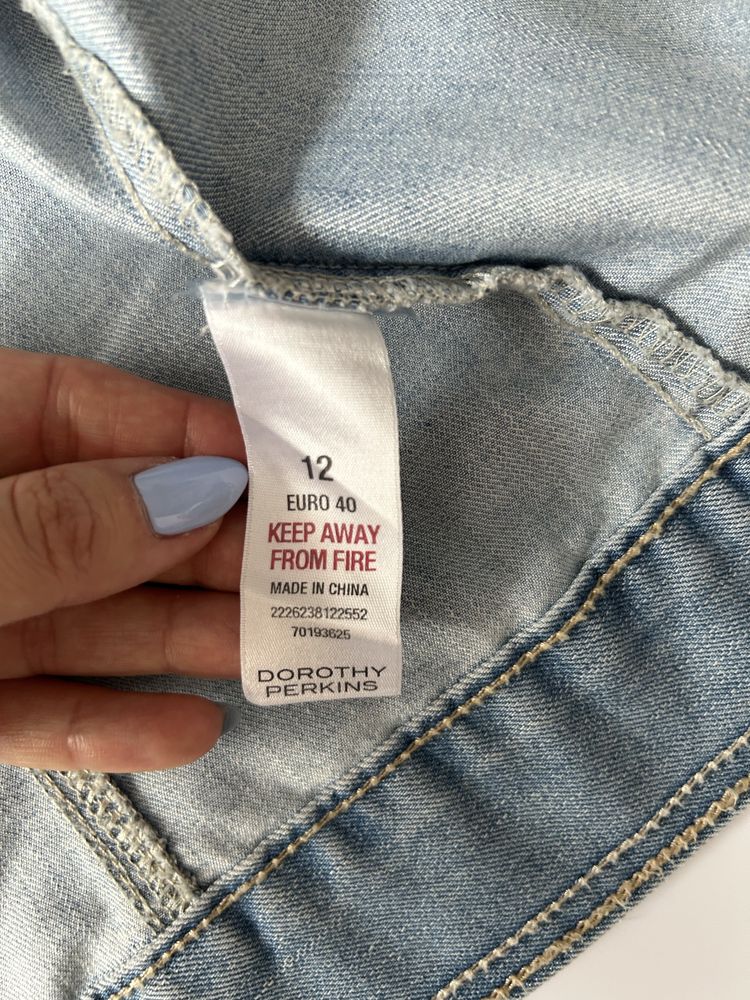 12
EURO 40
KEEP AWAY
FROM FIRE
MADE IN CHINA
2226238122552
70193625
DOROTHY
PERKINS